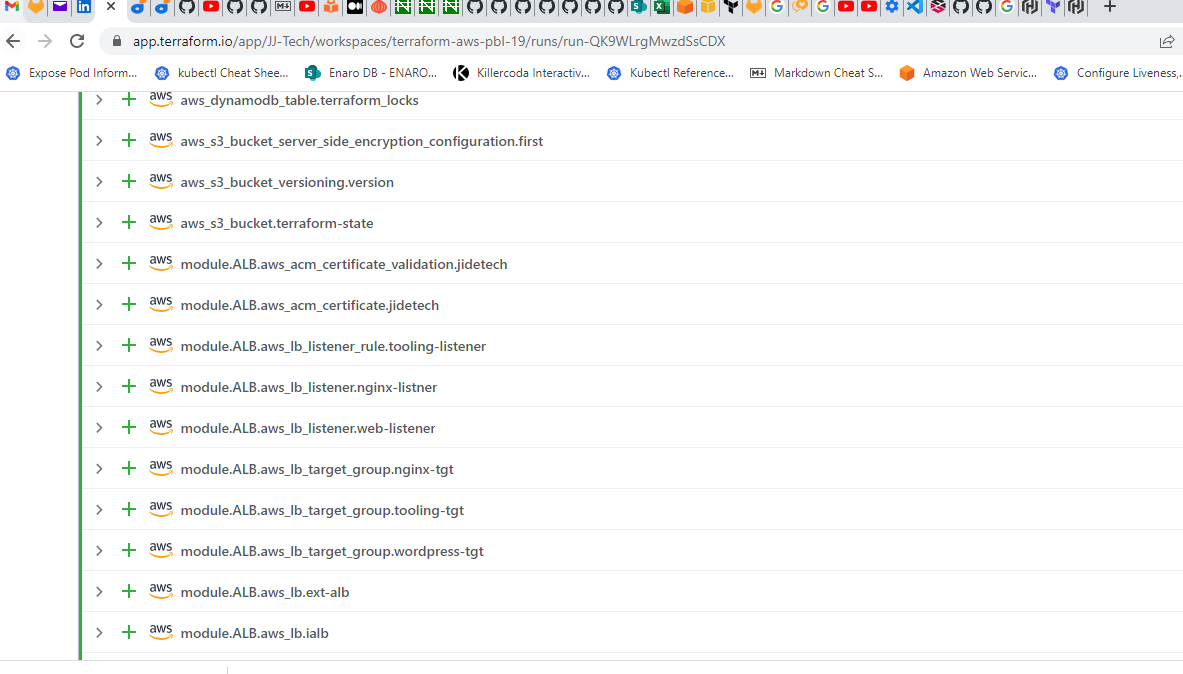 app.terraform.io/app/JJ-Tech/workspaces/terraform-aws-pbl-19/runs/run-QK9WLrgMwzdSsCDX
Expose Pod Inform... kubectl Cheat Shee... Enaro DB - ENARO... Killercoda Interactiv... Kubectl Reference... Markdown Cheat S... Amazon Web Servic... Configure Liveness,...
aws aws_dynamodb_table.terraform_locks
aws aws_s3_bucket_server_side_encryption_configuration.first
aws aws_s3_bucket_versioning.version
aws aws_s3_bucket.terraform-state
aws module.ALB.aws_acm_certificate_validation.jidetech
aws module.ALB.aws_acm_certificate.jidetech
aws module.ALB.aws_lb_listener_rule.tooling-listener
aws module.ALB.aws_lb_listener.nginx-listner
aws module.ALB.aws_lb_listener.web-listener
aws module.ALB.aws_lb_target_group.nginx-tgt
aws module.ALB.aws_lb_target_group.tooling-tgt
aws module.ALB.aws_lb_target_group.wordpress-tgt
aws module.ALB.aws_lb.ext-alb
aws module.ALB.aws_lb.ialb